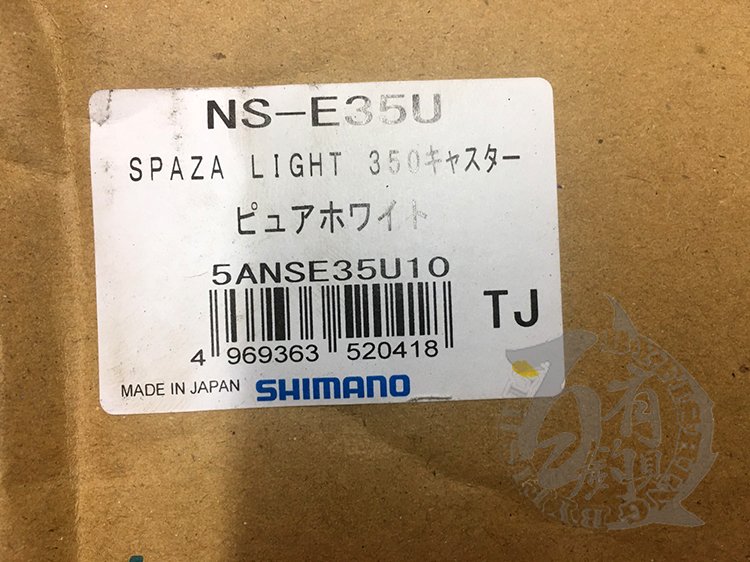 NS-E35U
SPAZA LIGHT 350キャスター
ピュアホワイト
5ANSE35U10
TJ
4 969363 520418
MADE IN JAPAN SHIMANO